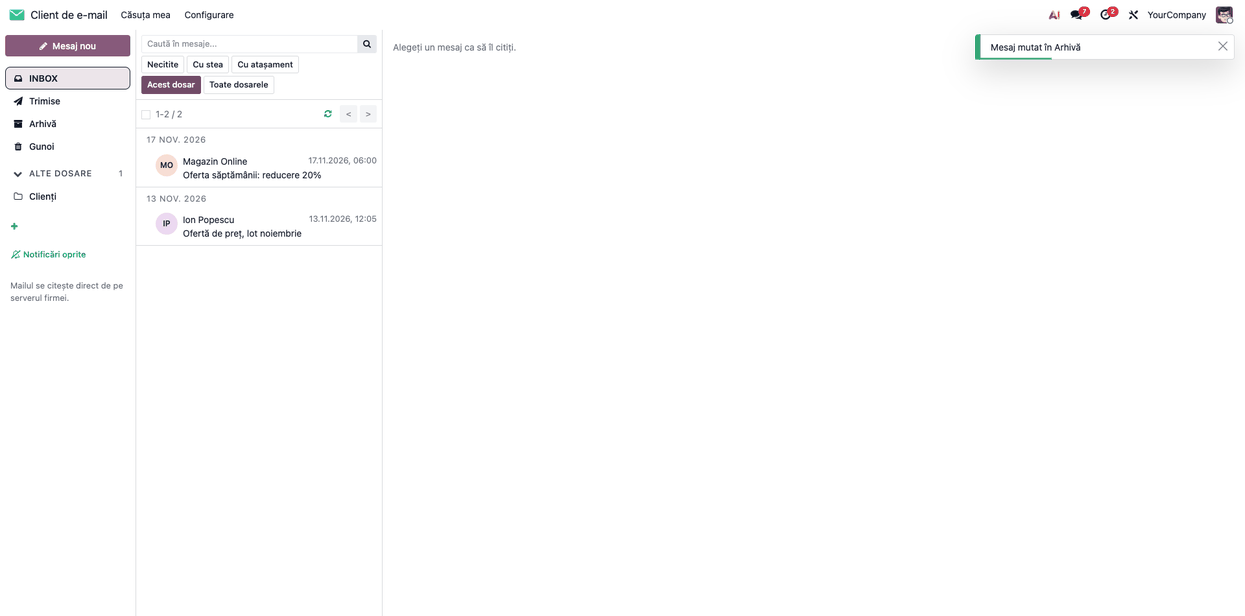 Client de e-mail Căsuța mea Configurare
AI 7 2 YourCompany
Mesaj nou
INBOX
Trimise
Arhivă
Gunoi
ALTE DOSARE 1
Clienți
+
Notificări oprite
Mailul se citește direct de pe
serverul firmei.
Caută în mesaje...
Necitite Cu stea Cu atașament
Acest dosar Toate dosarele
1-2 / 2 < >
17 NOV. 2026
MO Magazin Online 17.11.2026, 06:00
Oferta săptămânii: reducere 20%
13 NOV. 2026
IP Ion Popescu 13.11.2026, 12:05
Ofertă de preț, lot noiembrie
Alegeți un mesaj ca să îl citiți.
Mesaj mutat în Arhivă